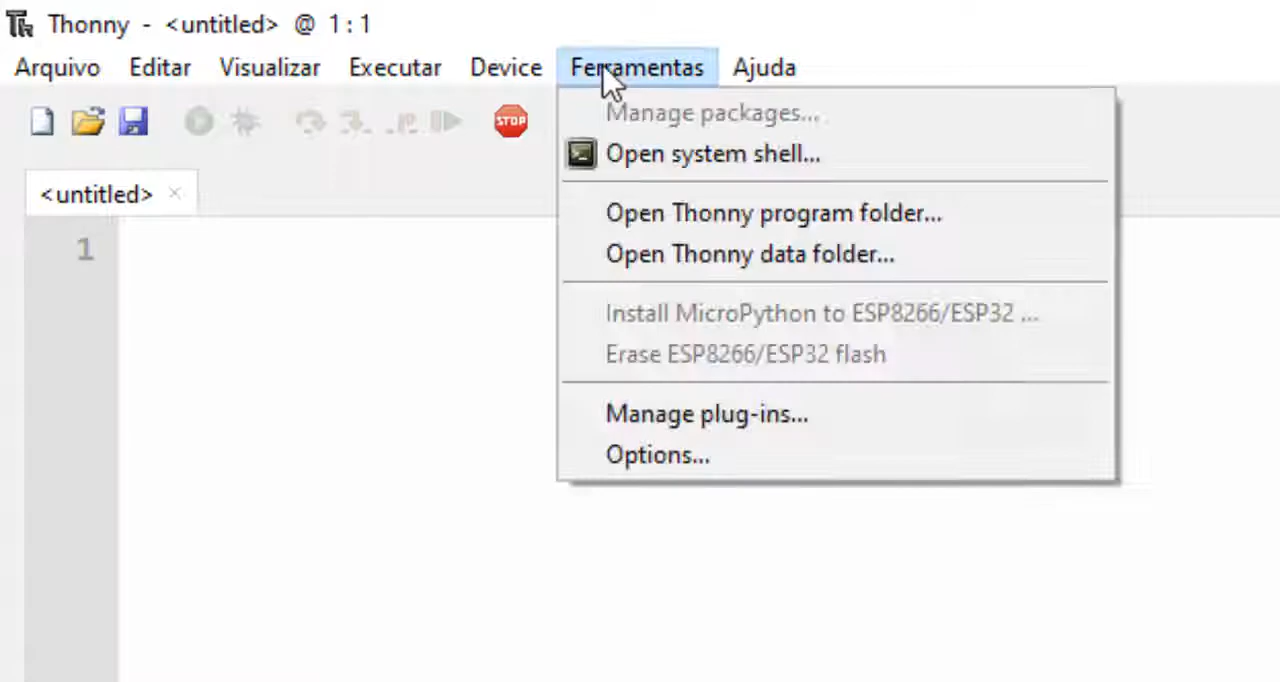 Thonny - <untitled> @ 1:1
Arquivo Editar Visualizar Executar Device Ferramentas Ajuda
STOP
Manage packages...
Open system shell...
<untitled>
Open Thonny program folder...
1
Open Thonny data folder...
Install MicroPython to ESP8266/ESP32 ...
Erase ESP8266/ESP32 flash
Manage plug-ins...
Options...